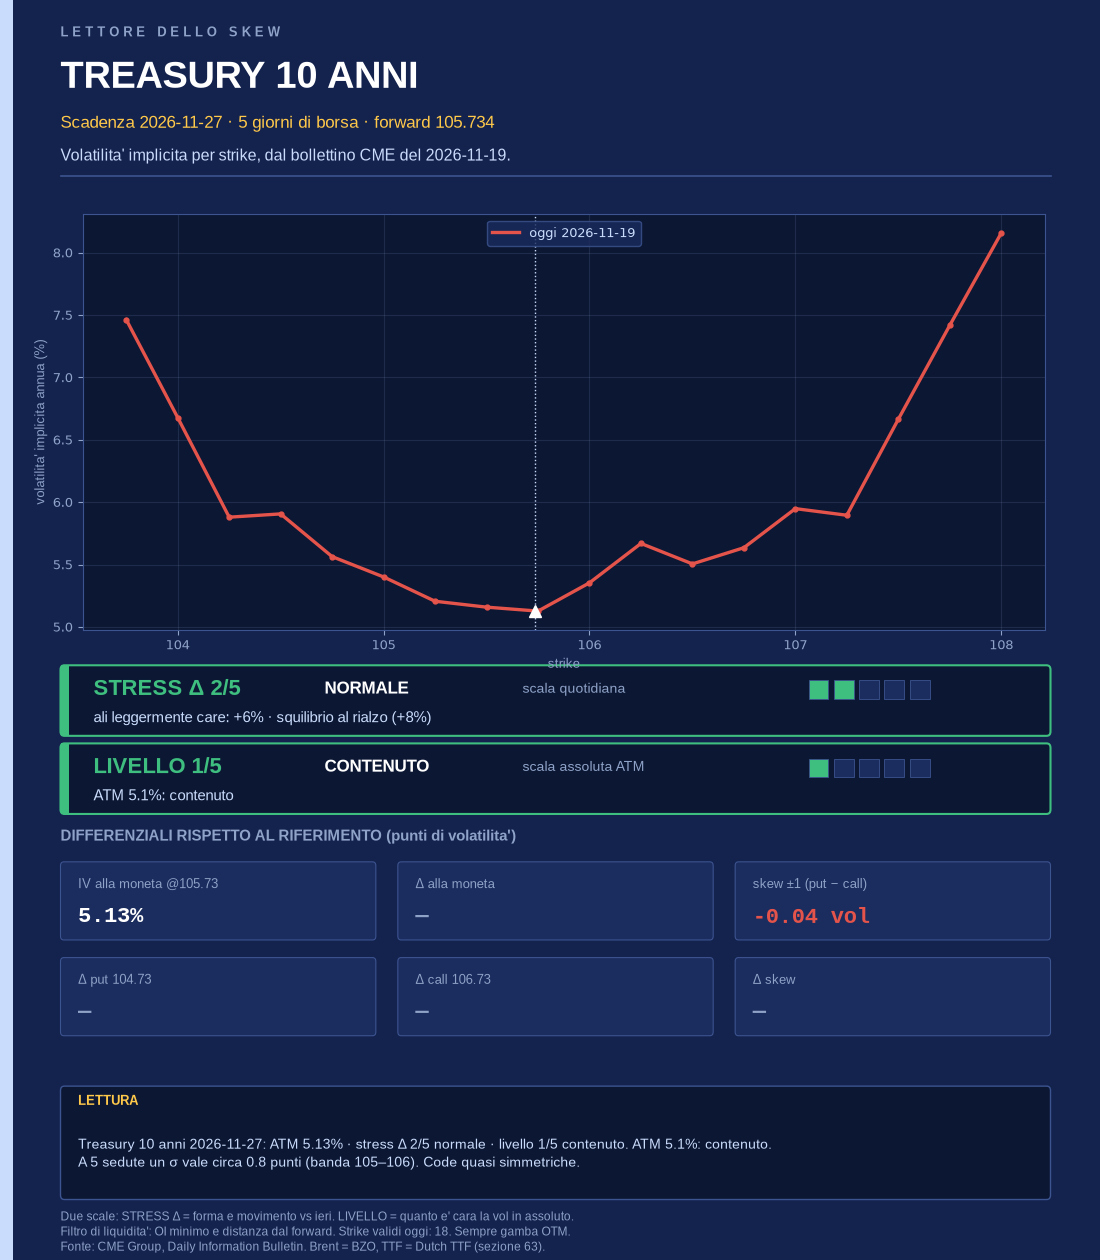 LETTORE DELLO SKEW
TREASURY 10 ANNI
Scadenza 2026-11-27 · 5 giorni di borsa · forward 105.734
Volatilita' implicita per strike, dal bollettino CME del 2026-11-19.
oggi 2026-11-19
volatilita' implicita annua (%)
8.0
7.5
7.0
6.5
6.0
5.5
5.0
104 105 106 107 108
strike
STRESS Δ 2/5 NORMALE scala quotidiana
ali leggermente care: +6% · squilibrio al rialzo (+8%)
LIVELLO 1/5 CONTENUTO scala assoluta ATM
ATM 5.1%: contenuto
DIFFERENZIALI RISPETTO AL RIFERIMENTO (punti di volatilita')
IV alla moneta @105.73
5.13%
Δ alla moneta
—
skew ±1 (put − call)
-0.04 vol
Δ put 104.73
—
Δ call 106.73
—
Δ skew
—
LETTURA
Treasury 10 anni 2026-11-27: ATM 5.13% · stress Δ 2/5 normale · livello 1/5 contenuto. ATM 5.1%: contenuto.
A 5 sedute un σ vale circa 0.8 punti (banda 105–106). Code quasi simmetriche.
Due scale: STRESS Δ = forma e movimento vs ieri. LIVELLO = quanto e' cara la vol in assoluto.
Filtro di liquidita': OI minimo e distanza dal forward. Strike validi oggi: 18. Sempre gamba OTM.
Fonte: CME Group, Daily Information Bulletin. Brent = BZO, TTF = Dutch TTF (sezione 63).